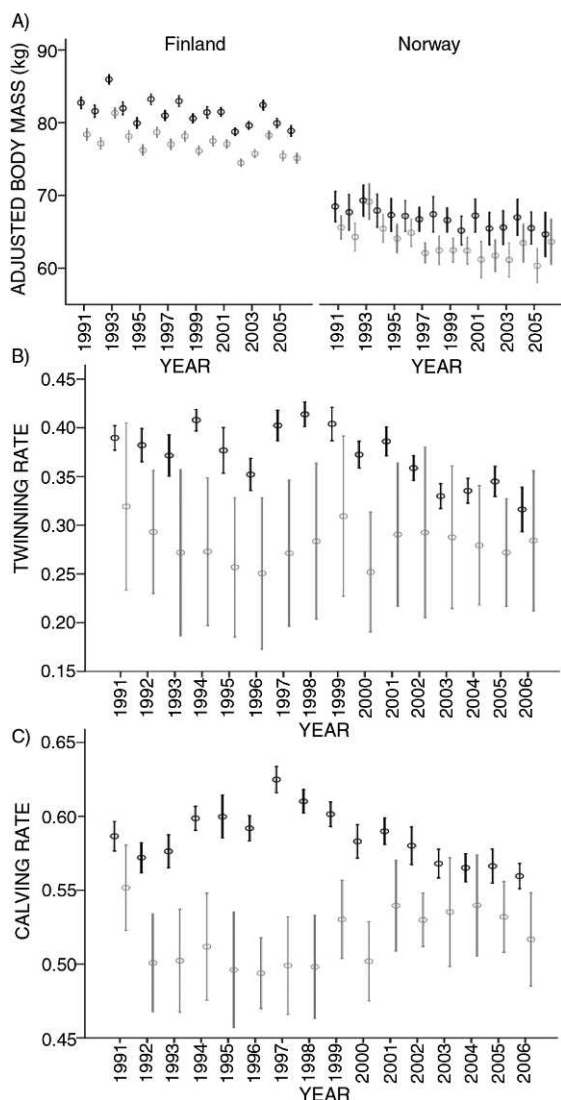 A)
Finland Norway
ADJUSTED BODY MASS (kg)
90
80
70
60
1991 1993 1995 1997 1999 2001 2003 2005 1991 1993 1995 1997 1999 2001 2003 2005
YEAR YEAR
B)
TWINNING RATE
0.45
0.40
0.35
0.30
0.25
0.20
0.15
1991 1992 1993 1994 1995 1996 1997 1998 1999 2000 2001 2002 2003 2004 2005 2006
YEAR
C)
CALVING RATE
0.65
0.60
0.55
0.50
0.45
1991 1992 1993 1994 1995 1996 1997 1998 1999 2000 2001 2002 2003 2004 2005 2006
YEAR